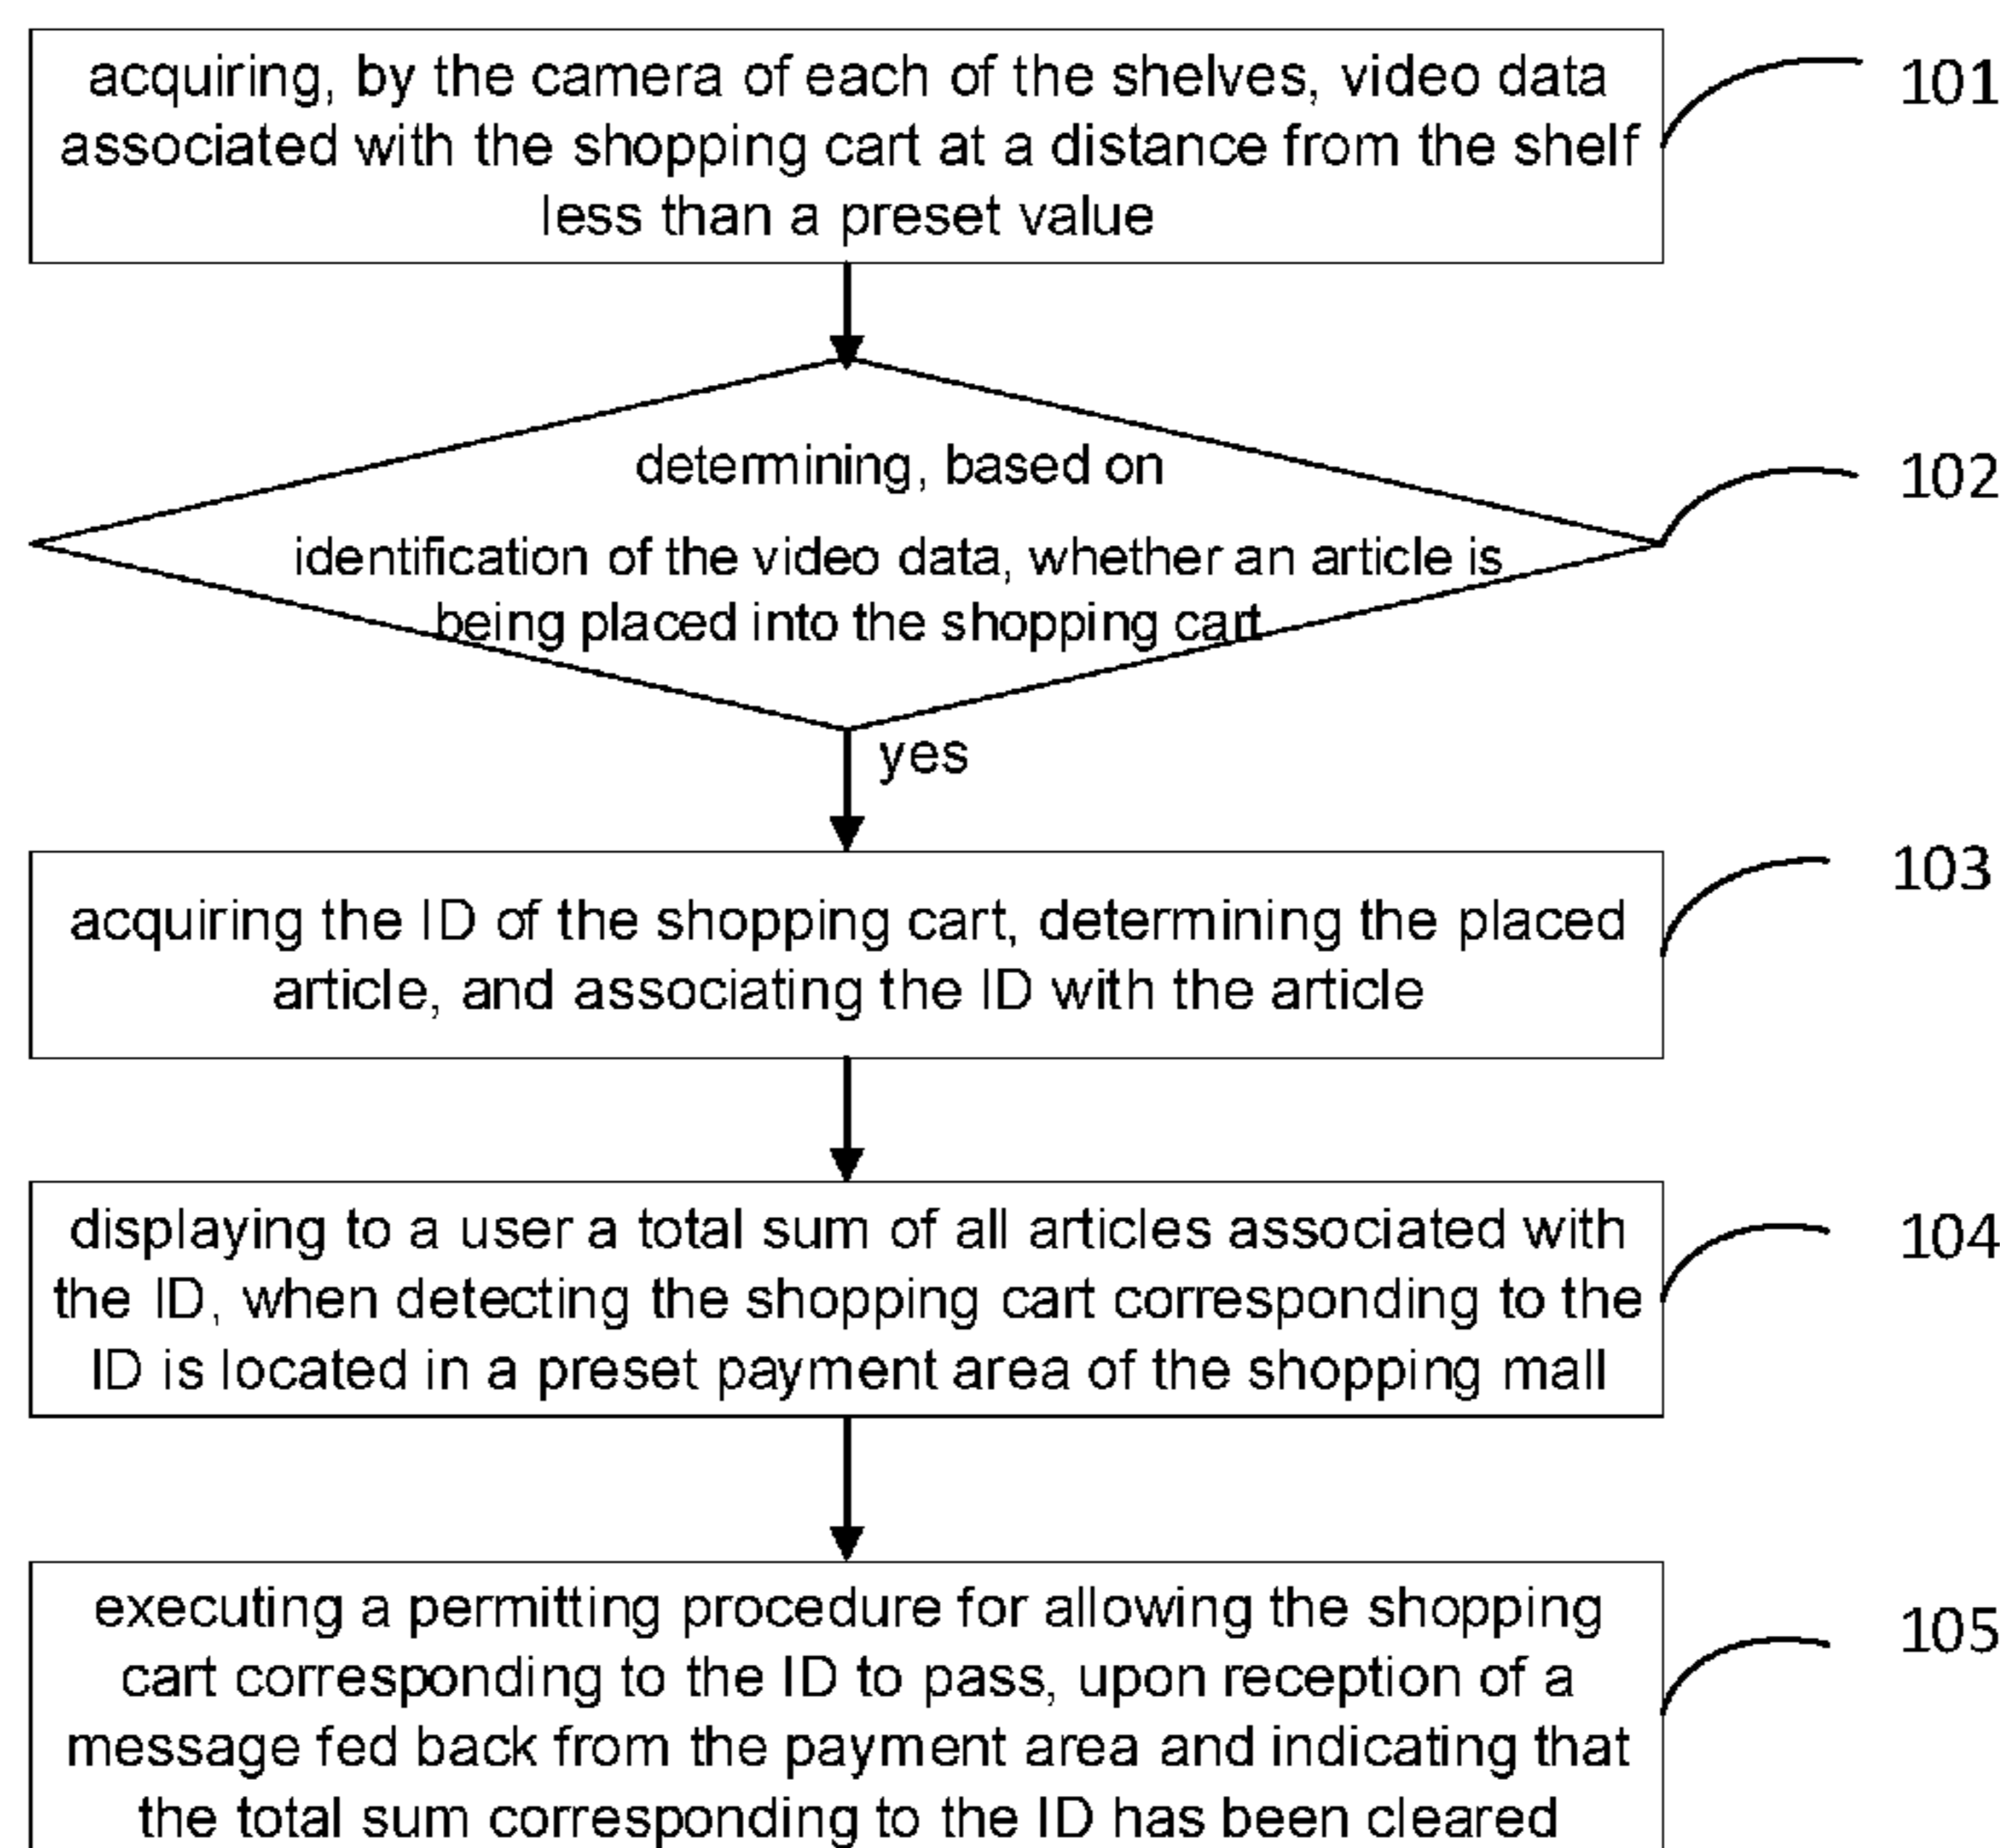 acquiring, by the camera of each of the shelves, video data
associated with the shopping cart at a distance from the shelf
less than a preset value
101
determining, based on
identification of the video data, whether an article is
being placed into the shopping cart
102
yes
acquiring the ID of the shopping cart, determining the placed
article, and associating the ID with the article
103
displaying to a user a total sum of all articles associated with
the ID, when detecting the shopping cart corresponding to the
ID is located in a preset payment area of the shopping mall
104
executing a permitting procedure for allowing the shopping
cart corresponding to the ID to pass, upon reception of a
message fed back from the payment area and indicating that
the total sum corresponding to the ID has been cleared
105